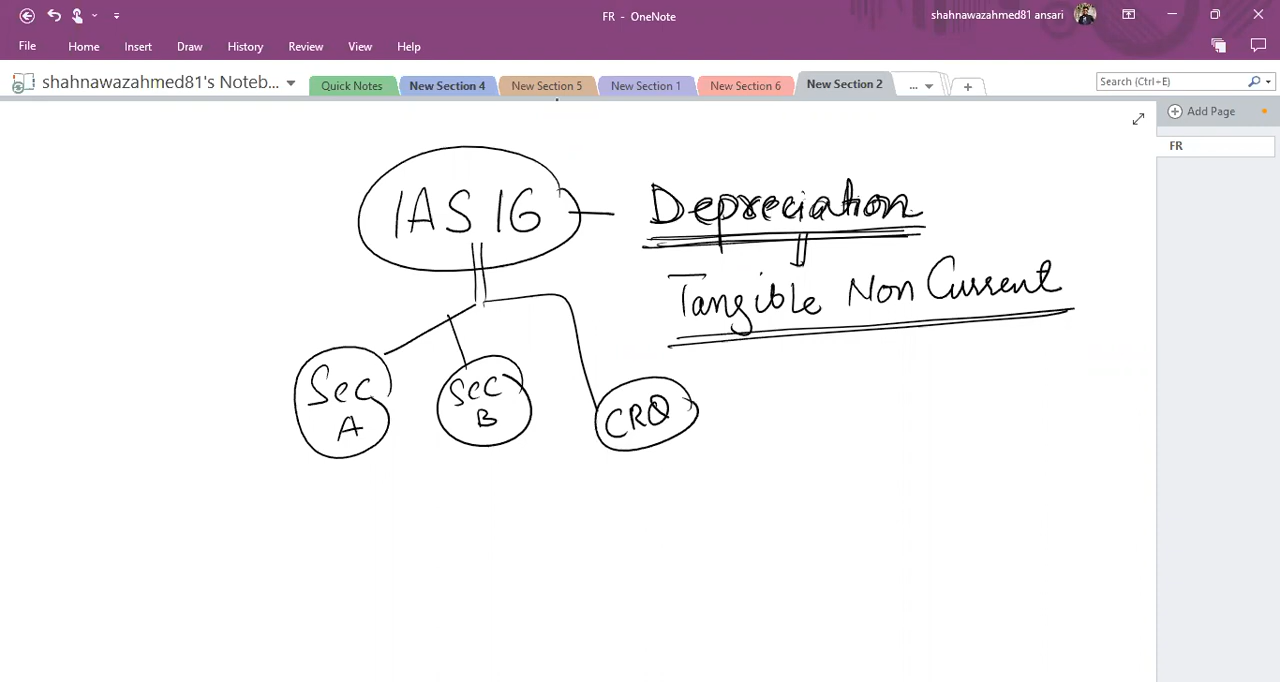 FR - OneNote
shahnawazahmed81 ansari
File Home Insert Draw History Review View Help
shahnawazahmed81's Noteb...
Quick Notes
New Section 4
New Section 5
New Section 1
New Section 6
New Section 2
...
Search (Ctrl+E)
Add Page
FR
IAS 16 - Depreciation
Tangible Non Current
Sec A
Sec B
CRQ